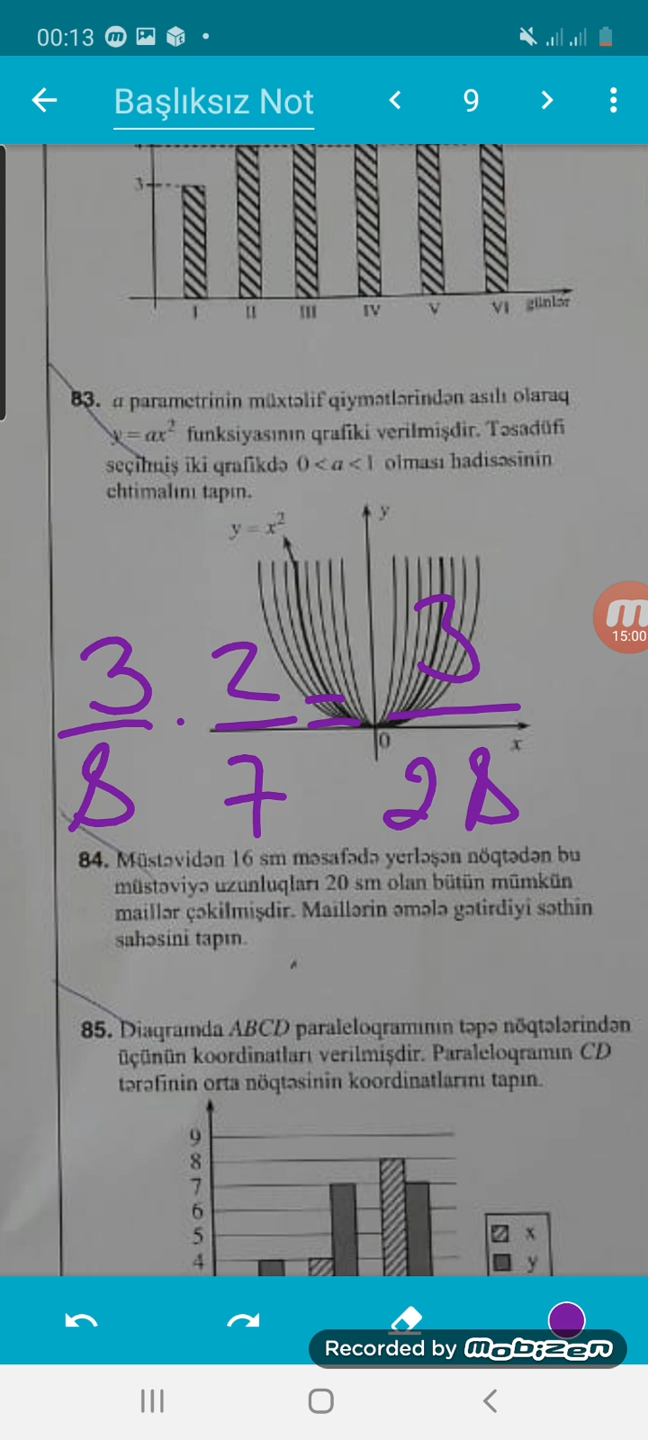 00:13
Başlıksız Not
9
3
I II III IV V VI günlər
83. a parametrinin müxtəlif qiymətlərindən asılı olaraq
y = ax² funksiyasının qrafiki verilmişdir. Təsadüfi
seçilmiş iki qrafikdə 0 < a < 1 olması hadisəsinin
ehtimalını tapın.
y = x²
y
15:00
3/8 · 2/7 = 3/28
0
x
84. Müstəvidən 16 sm məsafədə yerləşən nöqtədən bu
müstəviyə uzunluqları 20 sm olan bütün mümkün
maillər çəkilmişdir. Maillərin əmələ gətirdiyi səthin
sahəsini tapın.
85. Diaqramda ABCD paraleloqramının təpə nöqtələrindən
üçünün koordinatları verilmişdir. Paraleloqramın CD
tərəfinin orta nöqtəsinin koordinatlarını tapın.
9
8
7
6
5
4
x
y
Recorded by mobizen